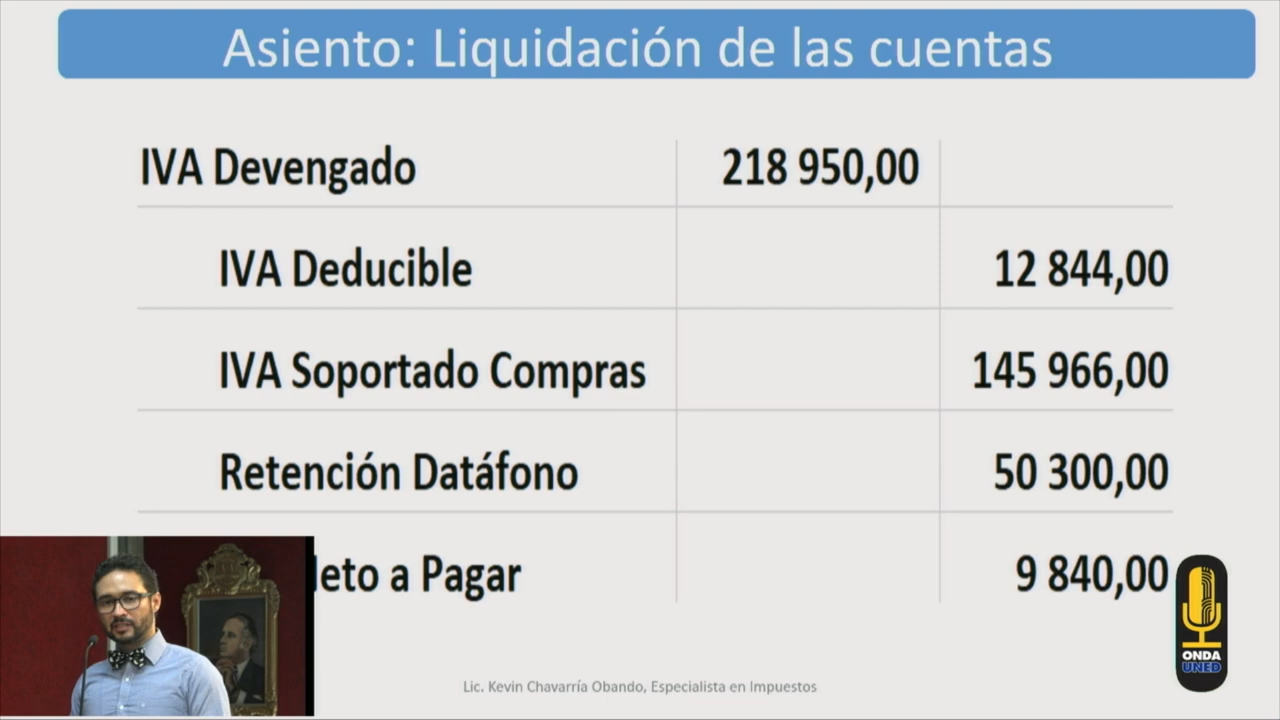 Asiento: Liquidación de las cuentas
IVA Devengado 218 950,00
IVA Deducible 12 844,00
IVA Soportado Compras 145 966,00
Retención Datáfono 50 300,00
a Pagar 9 840,00
ONDA
UNED
Lic. Kevin Chavarría Obando, Especialista en Impuestos